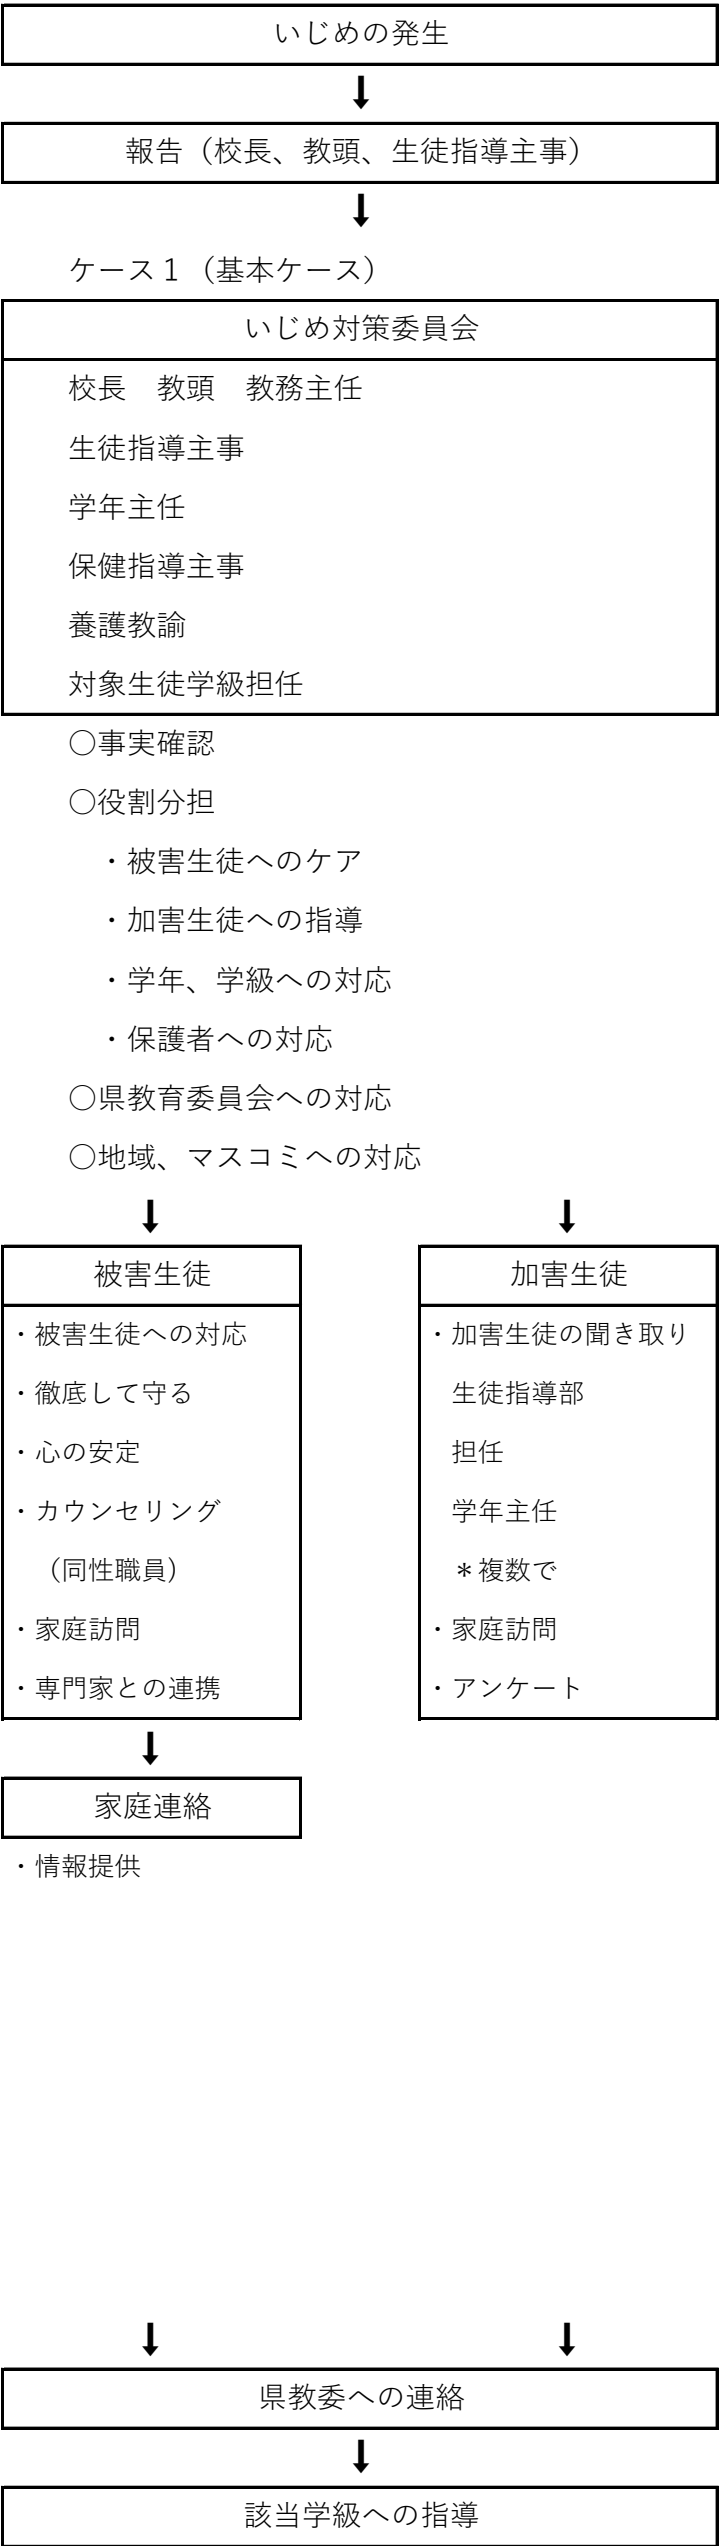 いじめの発生
報告（校長、教頭、生徒指導主事）
ケース１（基本ケース）
いじめ対策委員会
校長　教頭　教務主任
生徒指導主事
学年主任
保健指導主事
養護教諭
対象生徒学級担任
○事実確認
○役割分担
・被害生徒へのケア
・加害生徒への指導
・学年、学級への対応
・保護者への対応
○県教育委員会への対応
○地域、マスコミへの対応
被害生徒
・被害生徒への対応
・徹底して守る
・心の安定
・カウンセリング
（同性職員）
・家庭訪問
・専門家との連携
加害生徒
・加害生徒の聞き取り
生徒指導部
担任
学年主任
＊複数で
・家庭訪問
・アンケート
家庭連絡
・情報提供
県教委への連絡
該当学級への指導